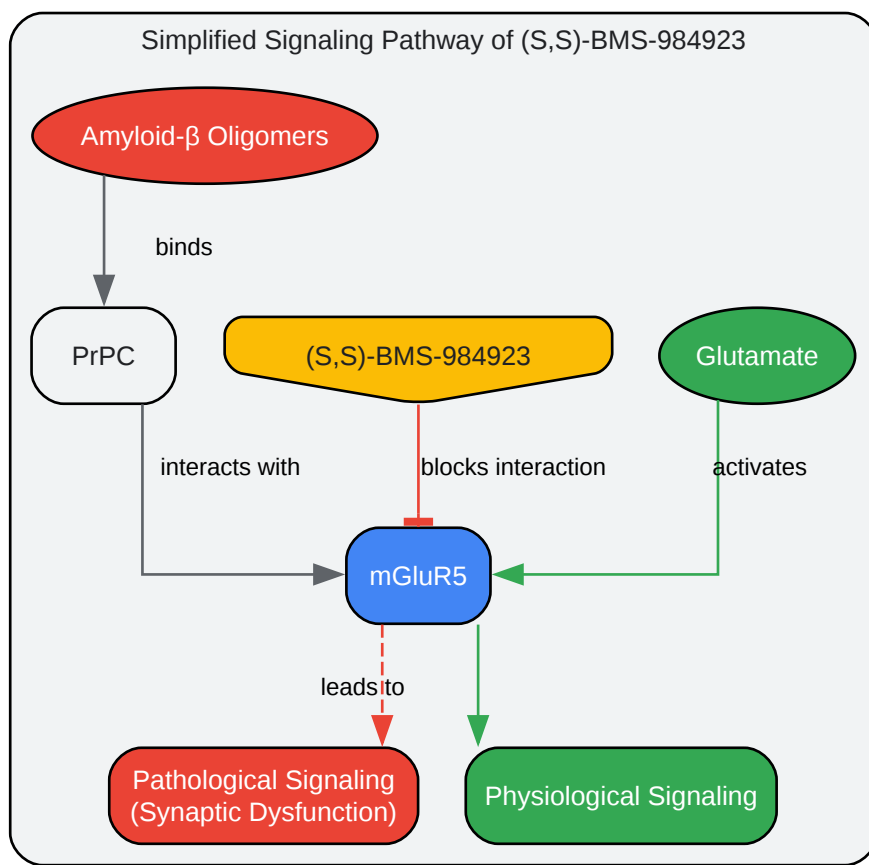 Simplified Signaling Pathway of (S,S)-BMS-984923
Amyloid-β Oligomers
binds
PrPC
(S,S)-BMS-984923
Glutamate
interacts with
blocks interaction
activates
mGluR5
leads to
Pathological Signaling
(Synaptic Dysfunction)
Physiological Signaling